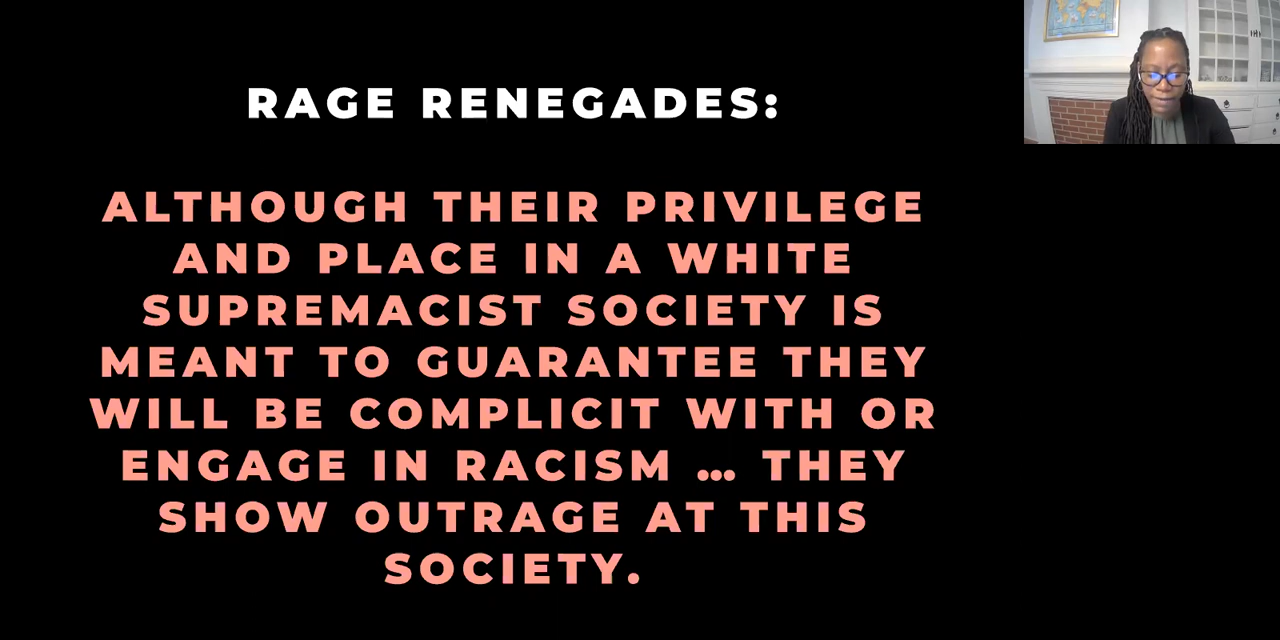 RAGE RENEGADES:
ALTHOUGH THEIR PRIVILEGE
AND PLACE IN A WHITE
SUPREMACIST SOCIETY IS
MEANT TO GUARANTEE THEY
WILL BE COMPLICIT WITH OR
ENGAGE IN RACISM ... THEY
SHOW OUTRAGE AT THIS
SOCIETY.